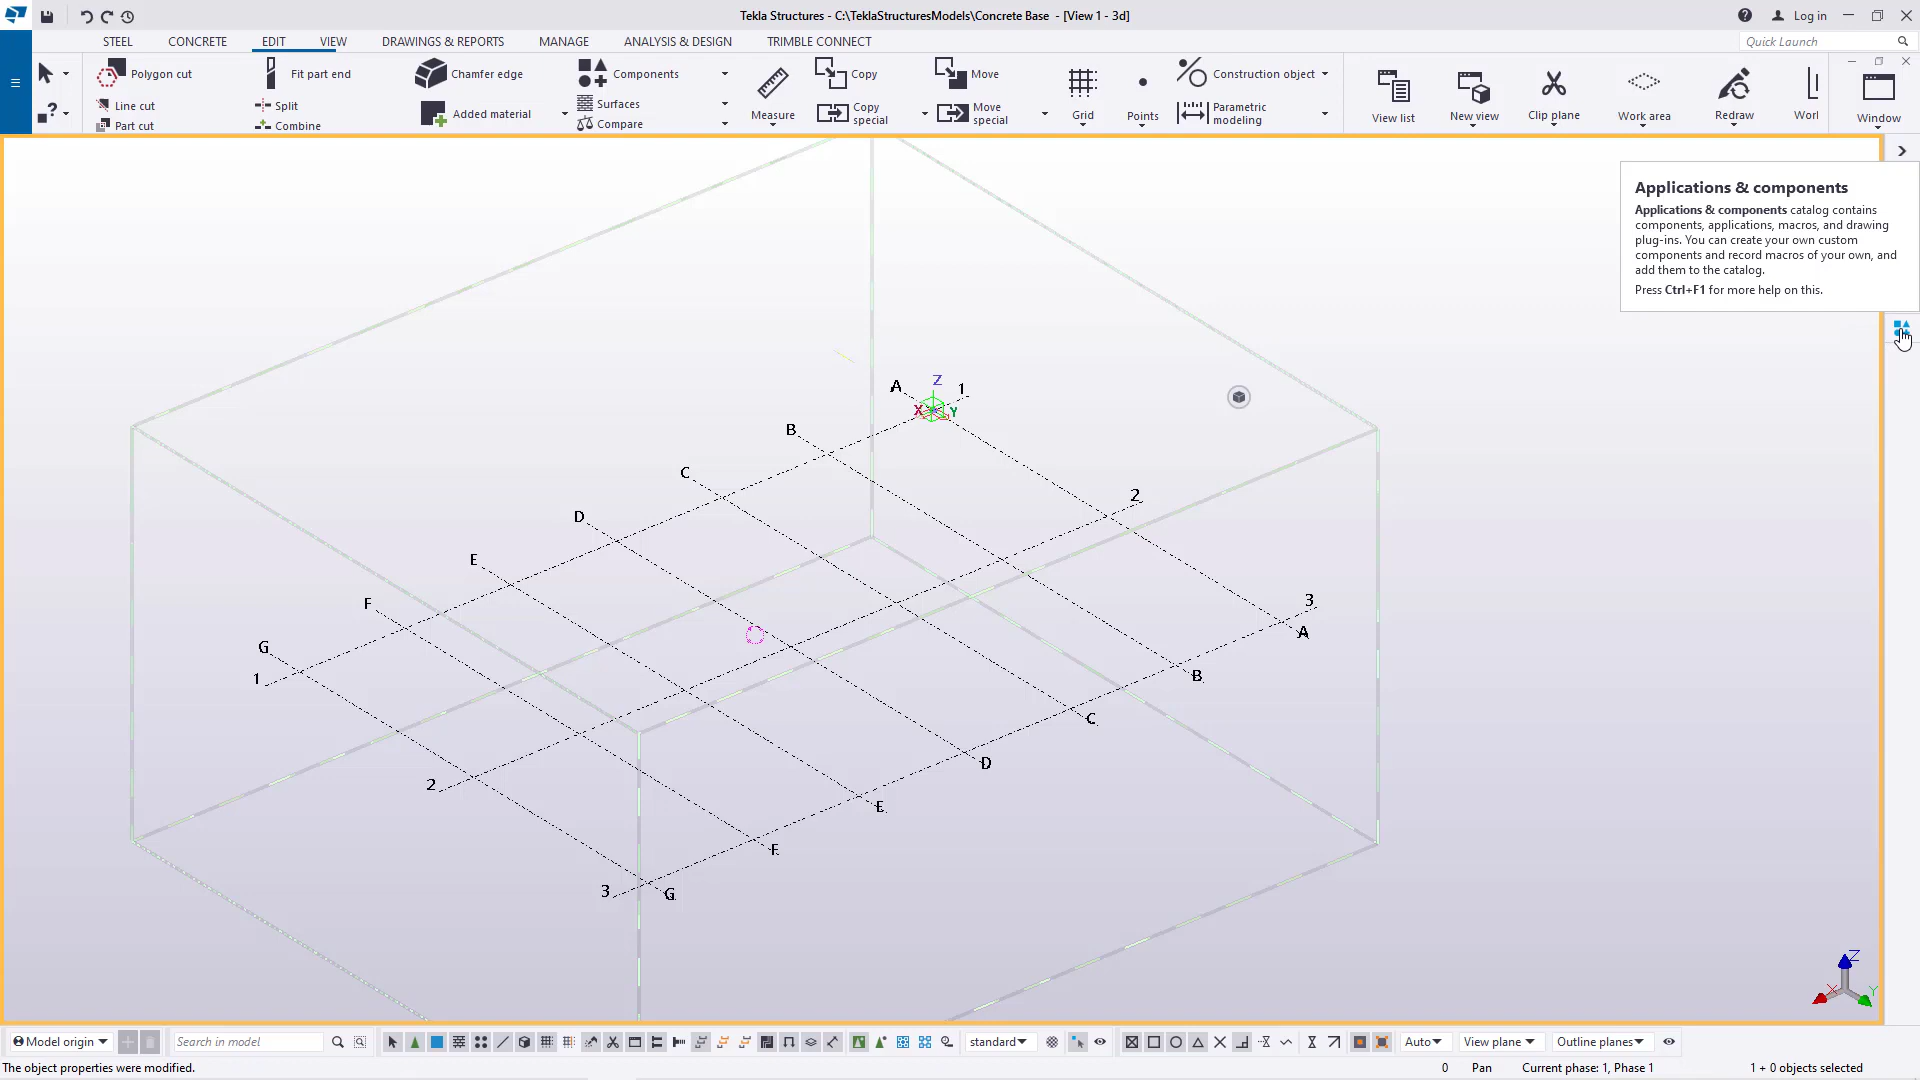 Tekla Structures - C:\TeklaStructuresModels\Concrete Base - [View 1 - 3d]
Log in
STEEL CONCRETE EDIT VIEW DRAWINGS & REPORTS MANAGE ANALYSIS & DESIGN TRIMBLE CONNECT
Quick Launch
Polygon cut
Line cut
Part cut
Fit part end
Split
Combine
Chamfer edge
Added material
Components
Surfaces
Compare
Measure
Copy
Copy special
Move
Move special
Grid
Points
Construction object
Parametric modeling
View list
New view
Clip plane
Work area
Redraw
Worl
Window
Applications & components
Applications & components catalog contains
components, applications, macros, and drawing
plug-ins. You can create your own custom
components and record macros of your own, and
add them to the catalog.
Press Ctrl+F1 for more help on this.
Z
A 1
X Y
B
C
2
D
E
3
F
A
G
1
B
C
D
2
E
F
3 G
Z
X Y
Model origin
Search in model
standard
Auto
View plane
Outline planes
The object properties were modified.
0 Pan Current phase: 1, Phase 1 1 + 0 objects selected